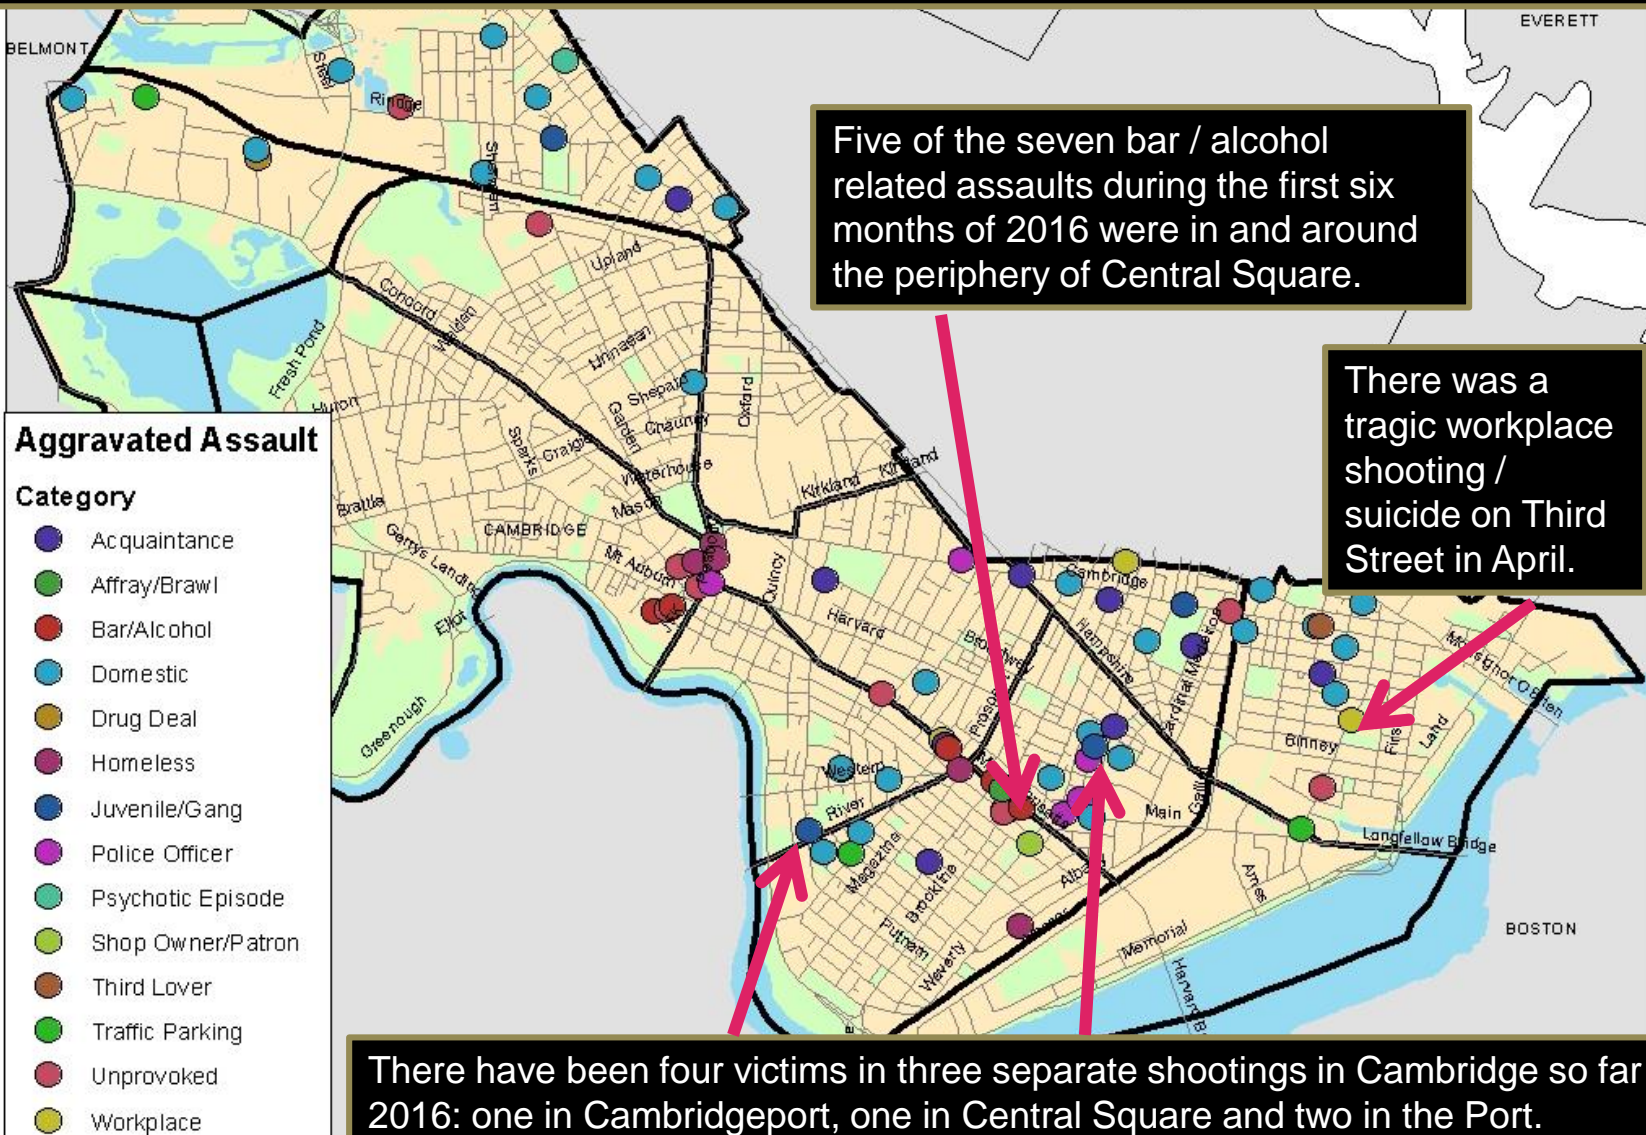 EVERETT
BELMONT
Rindge
Sherman
Upland
Concord
Walden
Fresh Pond
Huron
Shepard
Chauncy
Garden
Oxford
Craigie
Sparks
Waterhouse
Mason
Kirkland
Kirkland
Brattle
CAMBRIDGE
Gerrys Landing
Mt Auburn
Eliot
Quincy
Greenough
Harvard
Broadway
Prospect
Cambridge
Hampshire
Cardinal Medeiros
Monsignor O'Brien
Land
First
Binney
Western
River
Main
Galileo
Longfellow Bridge
Magazine
Brookline
Albany
Ames
Putnam
Waverly
Memorial
Harvard B
BOSTON
Five of the seven bar / alcohol
related assaults during the first six
months of 2016 were in and around
the periphery of Central Square.
There was a
tragic workplace
shooting /
suicide on Third
Street in April.
Aggravated Assault
Category
Acquaintance
Affray/Brawl
Bar/Alcohol
Domestic
Drug Deal
Homeless
Juvenile/Gang
Police Officer
Psychotic Episode
Shop Owner/Patron
Third Lover
Traffic Parking
Unprovoked
Workplace
There have been four victims in three separate shootings in Cambridge so far
2016: one in Cambridgeport, one in Central Square and two in the Port.